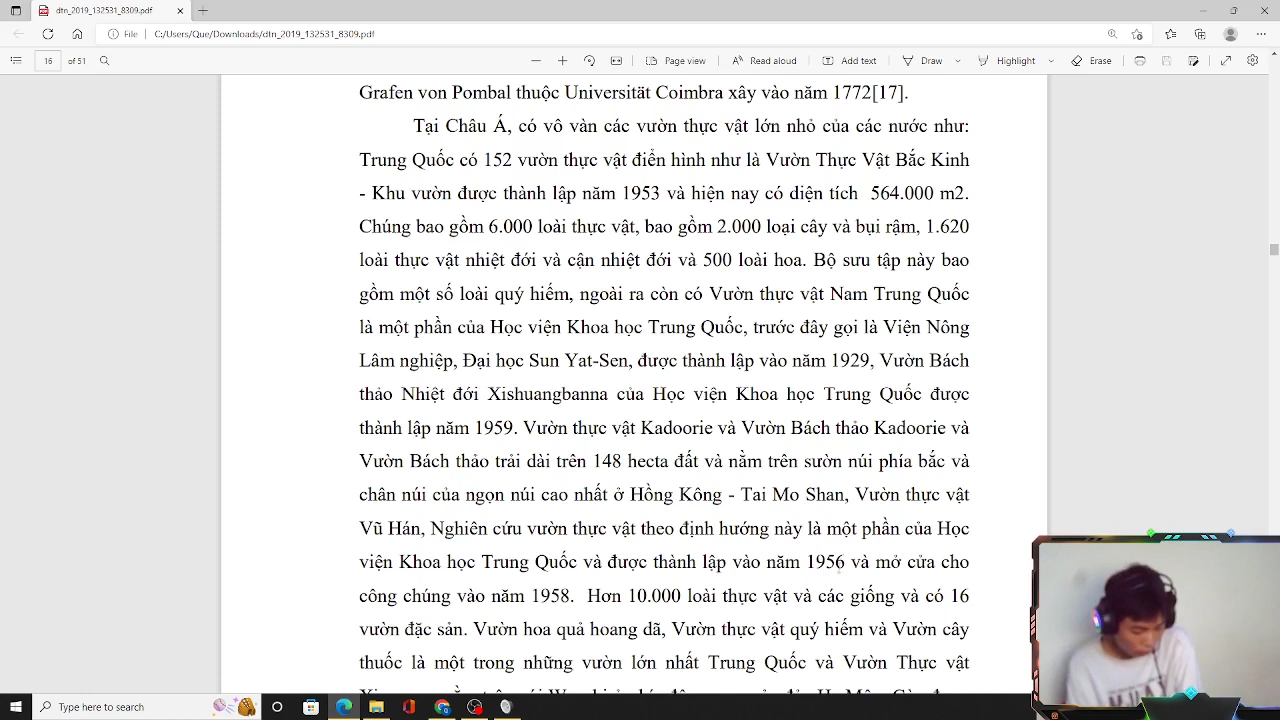 dtn_2019_132531_8309.pdf
File C:/Users/Que/Downloads/dtn_2019_132531_8309.pdf
16 of 51 Page view Read aloud Add text Draw Highlight Erase
Grafen von Pombal thuộc Universität Coimbra xây vào năm 1772[17].
Tại Châu Á, có vô vàn các vườn thực vật lớn nhỏ của các nước như:
Trung Quốc có 152 vườn thực vật điển hình như là Vườn Thực Vật Bắc Kinh
- Khu vườn được thành lập năm 1953 và hiện nay có diện tích 564.000 m2.
Chúng bao gồm 6.000 loài thực vật, bao gồm 2.000 loại cây và bụi rậm, 1.620
loài thực vật nhiệt đới và cận nhiệt đới và 500 loài hoa. Bộ sưu tập này bao
gồm một số loài quý hiếm, ngoài ra còn có Vườn thực vật Nam Trung Quốc
là một phần của Học viện Khoa học Trung Quốc, trước đây gọi là Viện Nông
Lâm nghiệp, Đại học Sun Yat-Sen, được thành lập vào năm 1929, Vườn Bách
thảo Nhiệt đới Xishuangbanna của Học viện Khoa học Trung Quốc được
thành lập năm 1959. Vườn thực vật Kadoorie và Vườn Bách thảo Kadoorie và
Vườn Bách thảo trải dài trên 148 hecta đất và nằm trên sườn núi phía bắc và
chân núi của ngọn núi cao nhất ở Hồng Kông - Tai Mo Shan, Vườn thực vật
Vũ Hán, Nghiên cứu vườn thực vật theo định hướng này là một phần của Học
viện Khoa học Trung Quốc và được thành lập vào năm 1956 và mở cửa cho
công chúng vào năm 1958. Hơn 10.000 loài thực vật và các giống và có 16
vườn đặc sản. Vườn hoa quả hoang dã, Vườn thực vật quý hiếm và Vườn cây
thuốc là một trong những vườn lớn nhất Trung Quốc và Vườn Thực vật
Type here to search